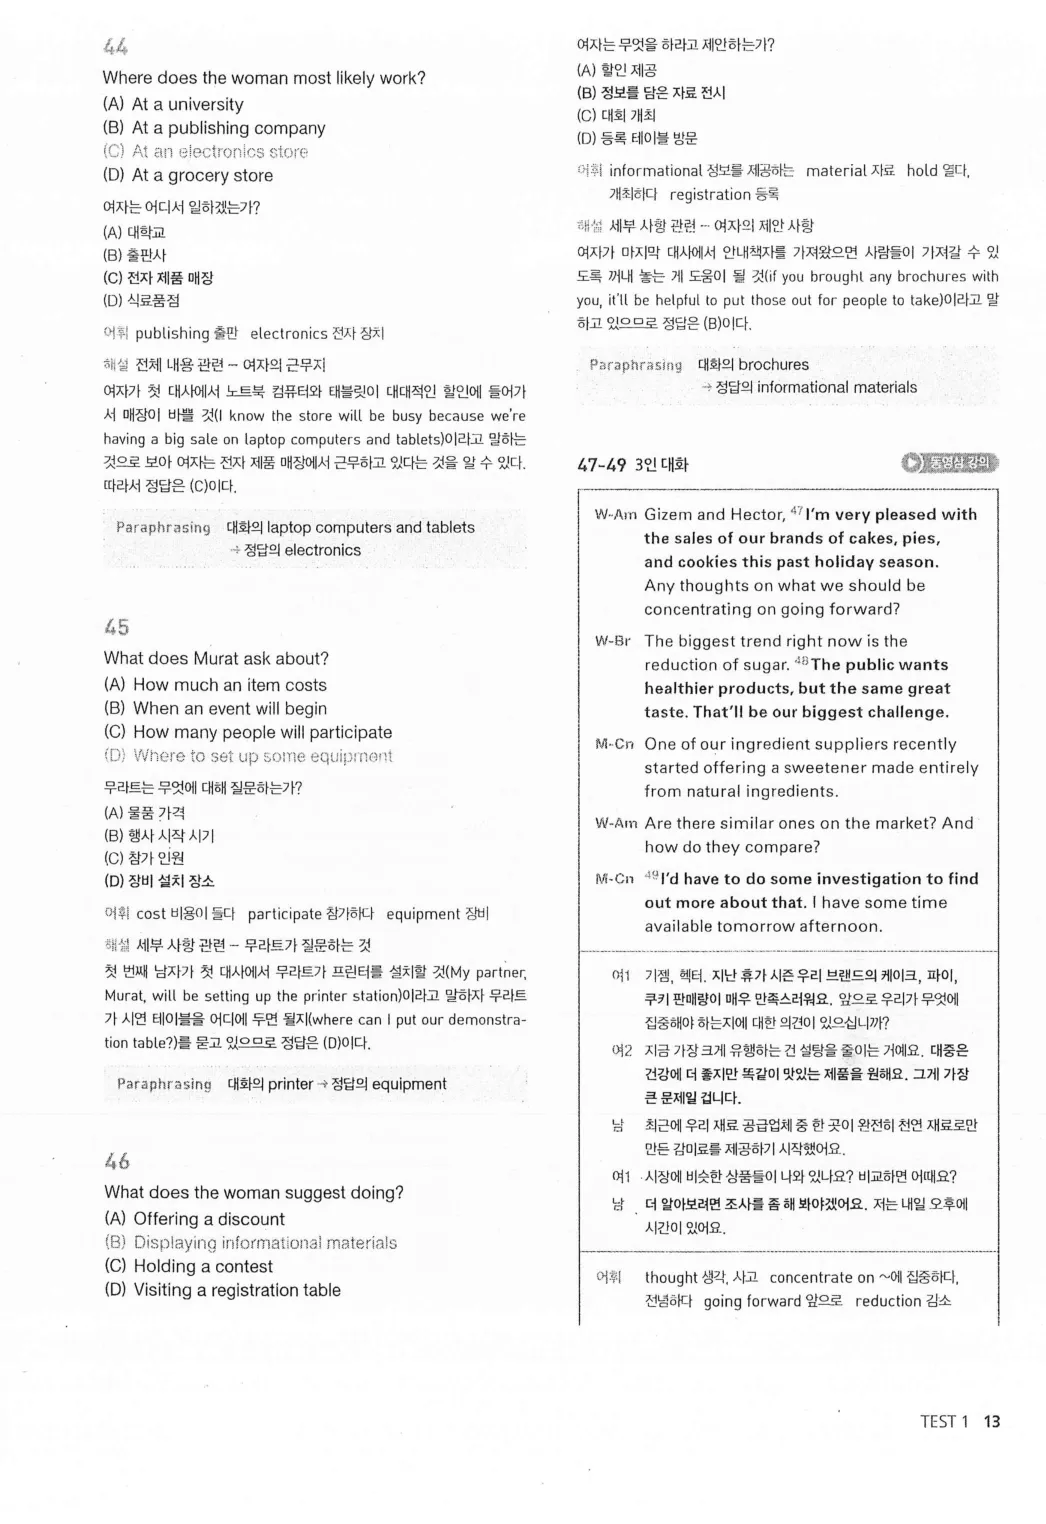 44
Where does the woman most likely work?
(A) At a university
(B) At a publishing company
(C) At an electronics store
(D) At a grocery store
여자는 어디서 일하겠는가?
(A) 대학교
(B) 출판사
(C) 전자 제품 매장
(D) 식료품점
어휘 publishing 출판 electronics 전자 장치
해설 전체 내용 관련 – 여자의 근무지
여자가 첫 대사에서 노트북 컴퓨터와 태블릿이 대대적인 할인에 들어가
서 매장이 바쁠 것(I know the store will be busy because we're
having a big sale on laptop computers and tablets)이라고 말하는
것으로 보아 여자는 전자 제품 매장에서 근무하고 있다는 것을 알 수 있다.
따라서 정답은 (C)이다.
Paraphrasing 대화의 laptop computers and tablets
→ 정답의 electronics
45
What does Murat ask about?
(A) How much an item costs
(B) When an event will begin
(C) How many people will participate
(D) Where to set up some equipment
무라트는 무엇에 대해 질문하는가?
(A) 물품 가격
(B) 행사 시작 시기
(C) 참가 인원
(D) 장비 설치 장소
어휘 cost 비용이 들다 participate 참가하다 equipment 장비
해설 세부 사항 관련 – 무라트가 질문하는 것
첫 번째 남자가 첫 대사에서 무라트가 프린터를 설치할 것(My partner,
Murat, will be setting up the printer station)이라고 말하자 무라트
가 시연 테이블을 어디에 두면 될지(where can I put our demonstra-
tion table?)를 묻고 있으므로 정답은 (D)이다.
Paraphrasing 대화의 printer → 정답의 equipment
46
What does the woman suggest doing?
(A) Offering a discount
(B) Displaying informational materials
(C) Holding a contest
(D) Visiting a registration table
여자는 무엇을 하라고 제안하는가?
(A) 할인 제공
(B) 정보를 담은 자료 전시
(C) 대회 개최
(D) 등록 테이블 방문
어휘 informational 정보를 제공하는 material 자료 hold 열다,
개최하다 registration 등록
해설 세부 사항 관련 – 여자의 제안 사항
여자가 마지막 대사에서 안내책자를 가져왔으면 사람들이 가져갈 수 있
도록 꺼내 놓는 게 도움이 될 것(if you brought any brochures with
you, it'll be helpful to put those out for people to take)이라고 말
하고 있으므로 정답은 (B)이다.
Paraphrasing 대화의 brochures
→ 정답의 informational materials
47-49 3인 대화 동영상 강의
W-Am Gizem and Hector, 47 I'm very pleased with
the sales of our brands of cakes, pies,
and cookies this past holiday season.
Any thoughts on what we should be
concentrating on going forward?
W-Br The biggest trend right now is the
reduction of sugar. 48 The public wants
healthier products, but the same great
taste. That'll be our biggest challenge.
M-Cn One of our ingredient suppliers recently
started offering a sweetener made entirely
from natural ingredients.
W-Am Are there similar ones on the market? And
how do they compare?
M-Cn 49 I'd have to do some investigation to find
out more about that. I have some time
available tomorrow afternoon.
여1 기젬, 헥터. 지난 휴가 시즌 우리 브랜드의 케이크, 파이,
쿠키 판매량이 매우 만족스러워요. 앞으로 우리가 무엇에
집중해야 하는지에 대한 의견이 있으십니까?
여2 지금 가장 크게 유행하는 건 설탕을 줄이는 거예요. 대중은
건강에 더 좋지만 똑같이 맛있는 제품을 원해요. 그게 가장
큰 문제일 겁니다.
남 최근에 우리 재료 공급업체 중 한 곳이 완전히 천연 재료로만
만든 감미료를 제공하기 시작했어요.
여1 시장에 비슷한 상품들이 나와 있나요? 비교하면 어때요?
남 더 알아보려면 조사를 좀 해 봐야겠어요. 저는 내일 오후에
시간이 있어요.
어휘 thought 생각, 사고 concentrate on ~에 집중하다,
전념하다 going forward 앞으로 reduction 감소
TEST 1 13